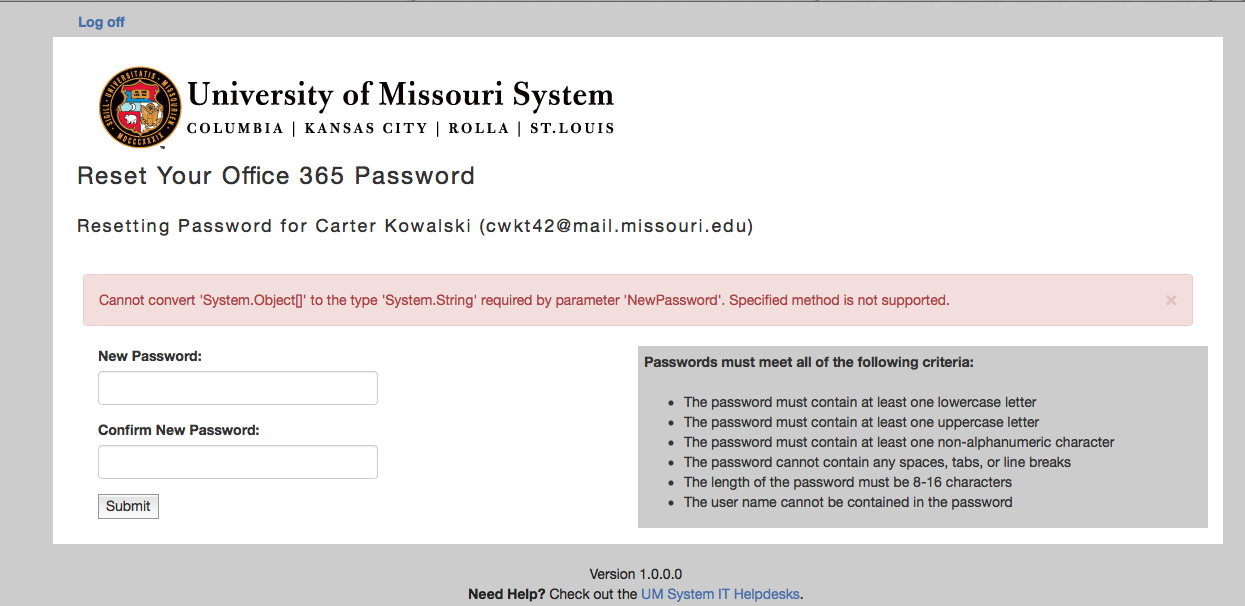 Log off
University of Missouri System
COLUMBIA | KANSAS CITY | ROLLA | ST.LOUIS
Reset Your Office 365 Password
Resetting Password for Carter Kowalski (cwkt42@mail.missouri.edu)
Cannot convert 'System.Object[]' to the type 'System.String' required by parameter 'NewPassword'. Specified method is not supported.
×
New Password:
Confirm New Password:
Submit
Passwords must meet all of the following criteria:
• The password must contain at least one lowercase letter
• The password must contain at least one uppercase letter
• The password must contain at least one non-alphanumeric character
• The password cannot contain any spaces, tabs, or line breaks
• The length of the password must be 8-16 characters
• The user name cannot be contained in the password
Version 1.0.0.0
Need Help? Check out the UM System IT Helpdesks.